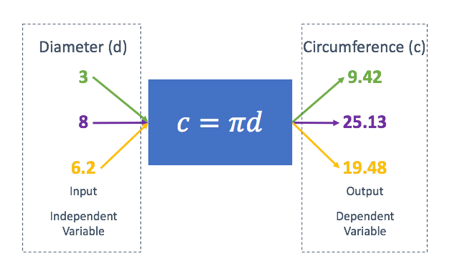 Diameter (d)
3
8
6.2
Input
Independent
Variable
c = πd
Circumference (c)
9.42
25.13
19.48
Output
Dependent
Variable